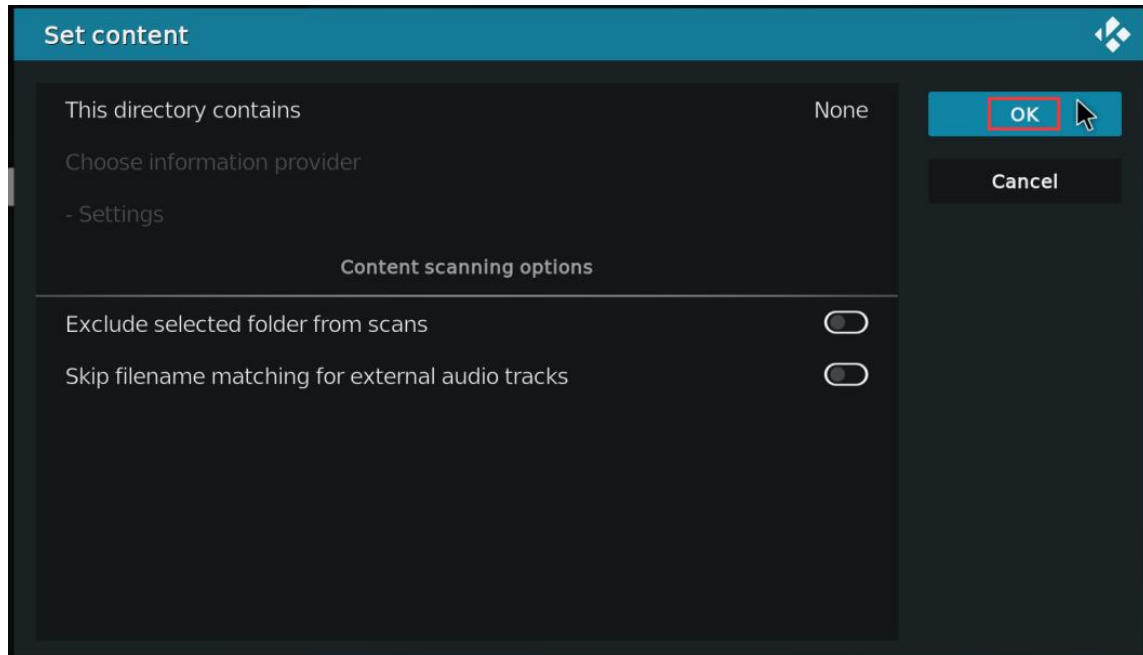 Set content
This directory contains None
Choose information provider
- Settings
Content scanning options
Exclude selected folder from scans
Skip filename matching for external audio tracks
OK
Cancel